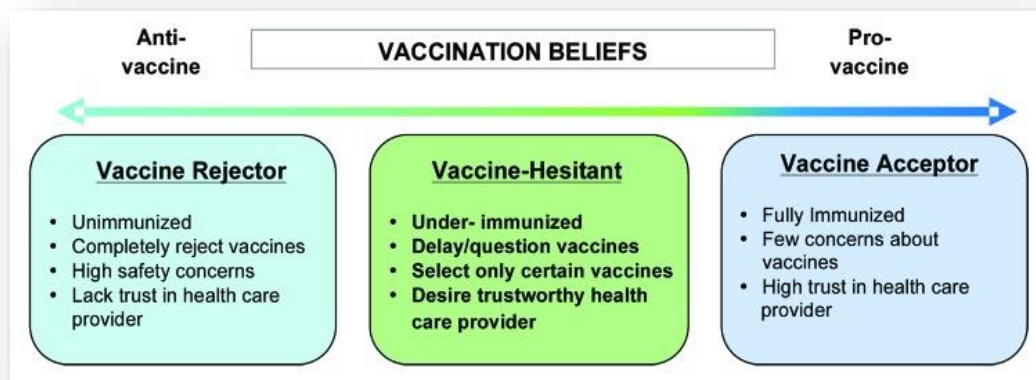 Anti-
vaccine
VACCINATION BELIEFS
Pro-
vaccine
Vaccine Rejector
• Unimmunized
• Completely reject vaccines
• High safety concerns
• Lack trust in health care
provider
Vaccine-Hesitant
• Under- immunized
• Delay/question vaccines
• Select only certain vaccines
• Desire trustworthy health
care provider
Vaccine Acceptor
• Fully Immunized
• Few concerns about
vaccines
• High trust in health care
provider